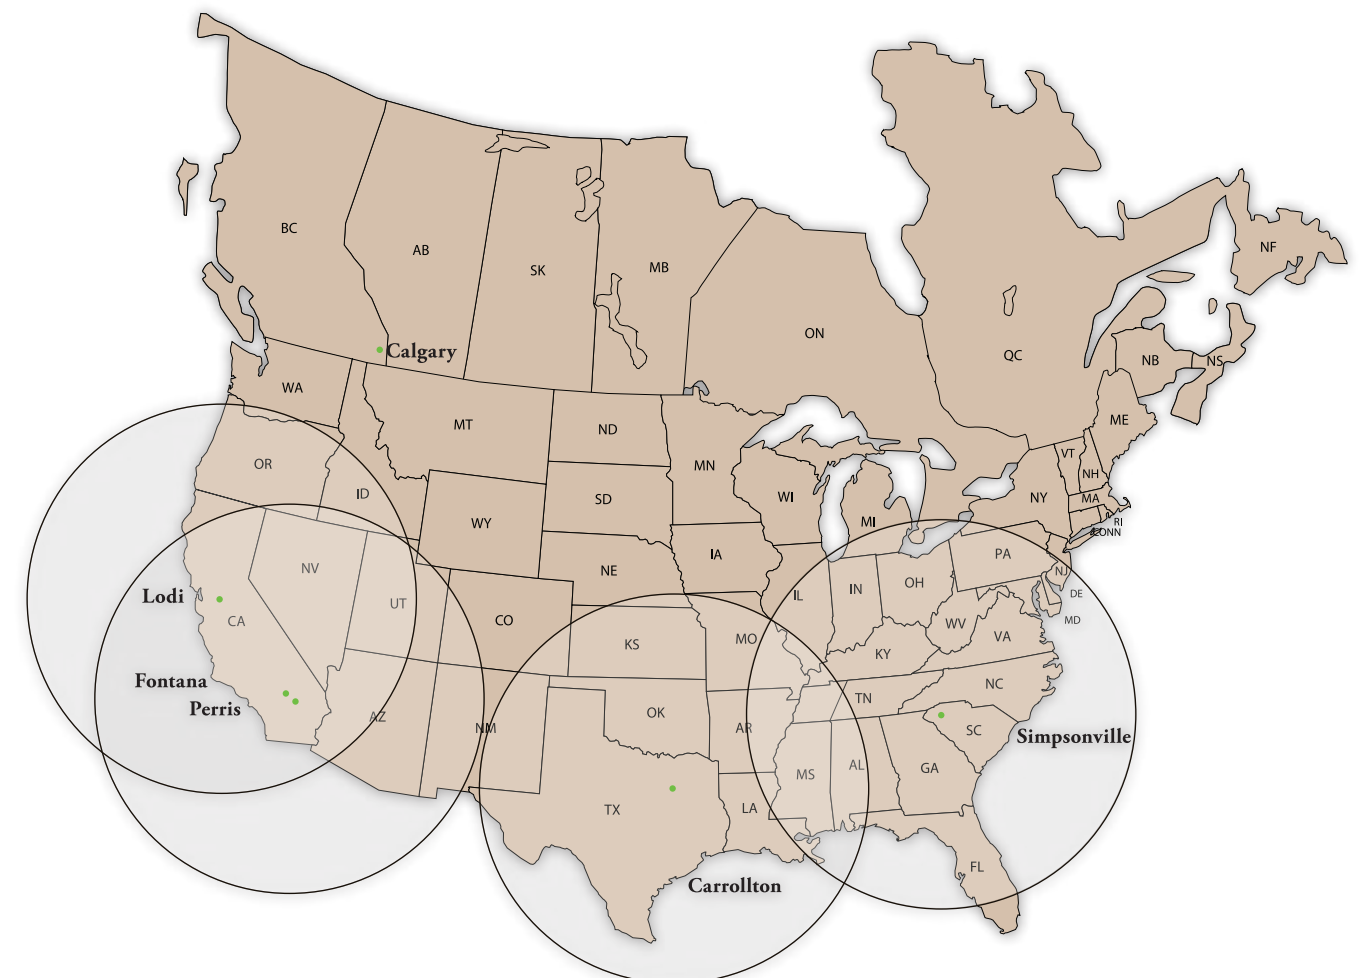 NF
BC
AB
MB
SK
ON
Calgary
QC
NB
NS
WA
ME
MT
ND
VT
OR
MN
NH
ID
WI
NY
MA
SD
WY
MI
RI
CONN
IA
PA
NV
NE
OH
NJ
IN
DE
Lodi
UT
IL
CA
CO
MD
WV
KS
MO
VA
KY
Fontana
NC
TN
Perris
AZ
OK
NM
AR
SC
Simpsonville
GA
AL
MS
TX
LA
FL
Carrollton